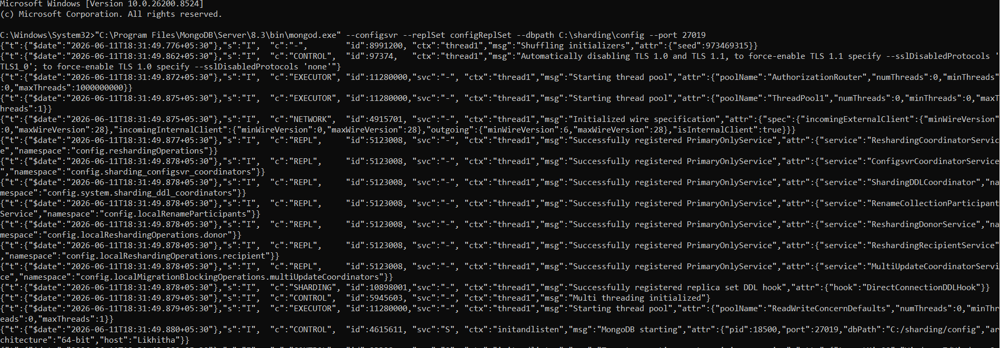 Microsoft Windows [Version 10.0.26200.8524]
(c) Microsoft Corporation. All rights reserved.
C:\Windows\System32>"C:\Program Files\MongoDB\Server\8.3\bin\mongod.exe" --configsvr --replSet configReplSet --dbpath C:\sharding\config --port 27019
{"t":{"$date":"2026-06-11T18:31:49.776+05:30"},"s":"I",  "c":"-",        "id":8991200, "ctx":"thread1","msg":"Shuffling initializers","attr":{"seed":973469315}}
{"t":{"$date":"2026-06-11T18:31:49.862+05:30"},"s":"I",  "c":"CONTROL",  "id":97374,   "ctx":"thread1","msg":"Automatically disabling TLS 1.0 and TLS 1.1, to force-enable TLS 1.1 specify --sslDisabledProtocols '
TLS1_0'; to force-enable TLS 1.0 specify --sslDisabledProtocols 'none'"}
{"t":{"$date":"2026-06-11T18:31:49.872+05:30"},"s":"I",  "c":"EXECUTOR", "id":11280000,"svc":"-", "ctx":"thread1","msg":"Starting thread pool","attr":{"poolName":"AuthorizationRouter","numThreads":0,"minThreads"
:0,"maxThreads":1000000000}}
{"t":{"$date":"2026-06-11T18:31:49.875+05:30"},"s":"I",  "c":"EXECUTOR", "id":11280000,"svc":"-", "ctx":"thread1","msg":"Starting thread pool","attr":{"poolName":"ThreadPool1","numThreads":0,"minThreads":0,"maxT
hreads":1}}
{"t":{"$date":"2026-06-11T18:31:49.875+05:30"},"s":"I",  "c":"NETWORK",  "id":4915701, "svc":"-", "ctx":"thread1","msg":"Initialized wire specification","attr":{"spec":{"incomingExternalClient":{"minWireVersion"
:0,"maxWireVersion":28},"incomingInternalClient":{"minWireVersion":0,"maxWireVersion":28},"outgoing":{"minWireVersion":6,"maxWireVersion":28},"isInternalClient":true}}}
{"t":{"$date":"2026-06-11T18:31:49.877+05:30"},"s":"I",  "c":"REPL",     "id":5123008, "svc":"-", "ctx":"thread1","msg":"Successfully registered PrimaryOnlyService","attr":{"service":"ReshardingCoordinatorServic
e","namespace":"config.reshardingOperations"}}
{"t":{"$date":"2026-06-11T18:31:49.878+05:30"},"s":"I",  "c":"REPL",     "id":5123008, "svc":"-", "ctx":"thread1","msg":"Successfully registered PrimaryOnlyService","attr":{"service":"ConfigsvrCoordinatorService
","namespace":"config.sharding_configsvr_coordinators"}}
{"t":{"$date":"2026-06-11T18:31:49.878+05:30"},"s":"I",  "c":"REPL",     "id":5123008, "svc":"-", "ctx":"thread1","msg":"Successfully registered PrimaryOnlyService","attr":{"service":"ShardingDDLCoordinator","na
mespace":"config.system.sharding_ddl_coordinators"}}
{"t":{"$date":"2026-06-11T18:31:49.878+05:30"},"s":"I",  "c":"REPL",     "id":5123008, "svc":"-", "ctx":"thread1","msg":"Successfully registered PrimaryOnlyService","attr":{"service":"RenameCollectionParticipant
Service","namespace":"config.localRenameParticipants"}}
{"t":{"$date":"2026-06-11T18:31:49.878+05:30"},"s":"I",  "c":"REPL",     "id":5123008, "svc":"-", "ctx":"thread1","msg":"Successfully registered PrimaryOnlyService","attr":{"service":"ReshardingDonorService","na
mespace":"config.localReshardingOperations.donor"}}
{"t":{"$date":"2026-06-11T18:31:49.878+05:30"},"s":"I",  "c":"REPL",     "id":5123008, "svc":"-", "ctx":"thread1","msg":"Successfully registered PrimaryOnlyService","attr":{"service":"ReshardingRecipientService"
,"namespace":"config.localReshardingOperations.recipient"}}
{"t":{"$date":"2026-06-11T18:31:49.878+05:30"},"s":"I",  "c":"REPL",     "id":5123008, "svc":"-", "ctx":"thread1","msg":"Successfully registered PrimaryOnlyService","attr":{"service":"MultiUpdateCoordinatorServi
ce","namespace":"config.localMigrationBlockingOperations.multiUpdateCoordinators"}}
{"t":{"$date":"2026-06-11T18:31:49.878+05:30"},"s":"I",  "c":"SHARDING", "id":10898001,"svc":"-", "ctx":"thread1","msg":"Successfully registered replica set DDL hook","attr":{"hook":"DirectConnectionDDLHook"}}
{"t":{"$date":"2026-06-11T18:31:49.879+05:30"},"s":"I",  "c":"CONTROL",  "id":5945603, "svc":"-", "ctx":"thread1","msg":"Multi threading initialized"}
{"t":{"$date":"2026-06-11T18:31:49.879+05:30"},"s":"I",  "c":"EXECUTOR", "id":11280000,"svc":"-", "ctx":"thread1","msg":"Starting thread pool","attr":{"poolName":"ReadWriteConcernDefaults","numThreads":0,"minThr
eads":0,"maxThreads":1}}
{"t":{"$date":"2026-06-11T18:31:49.880+05:30"},"s":"I",  "c":"CONTROL",  "id":4615611, "svc":"S", "ctx":"initandlisten","msg":"MongoDB starting","attr":{"pid":18500,"port":27019,"dbPath":"C:/sharding/config","ar
chitecture":"64-bit","host":"Likhitha"}}